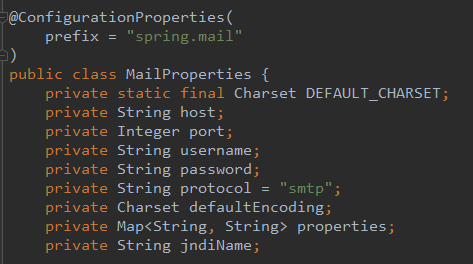 @ConfigurationProperties(
    prefix = "spring.mail"
)
public class MailProperties {
    private static final Charset DEFAULT_CHARSET;
    private String host;
    private Integer port;
    private String username;
    private String password;
    private String protocol = "smtp";
    private Charset defaultEncoding;
    private Map<String, String> properties;
    private String jndiName;